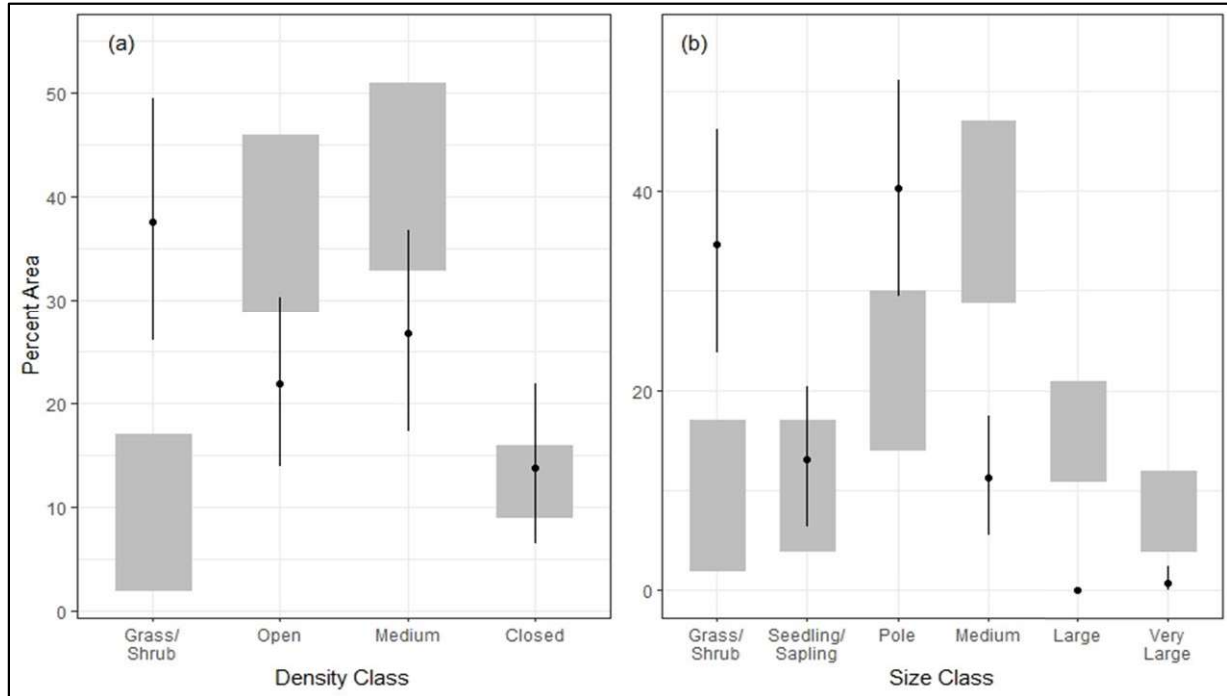 (a)
Percent Area
50
40
30
20
10
0
Grass/
Shrub
Open
Medium
Closed
Density Class
(b)
40
20
0
Grass/
Shrub
Seedling/
Sapling
Pole
Medium
Large
Very
Large
Size Class